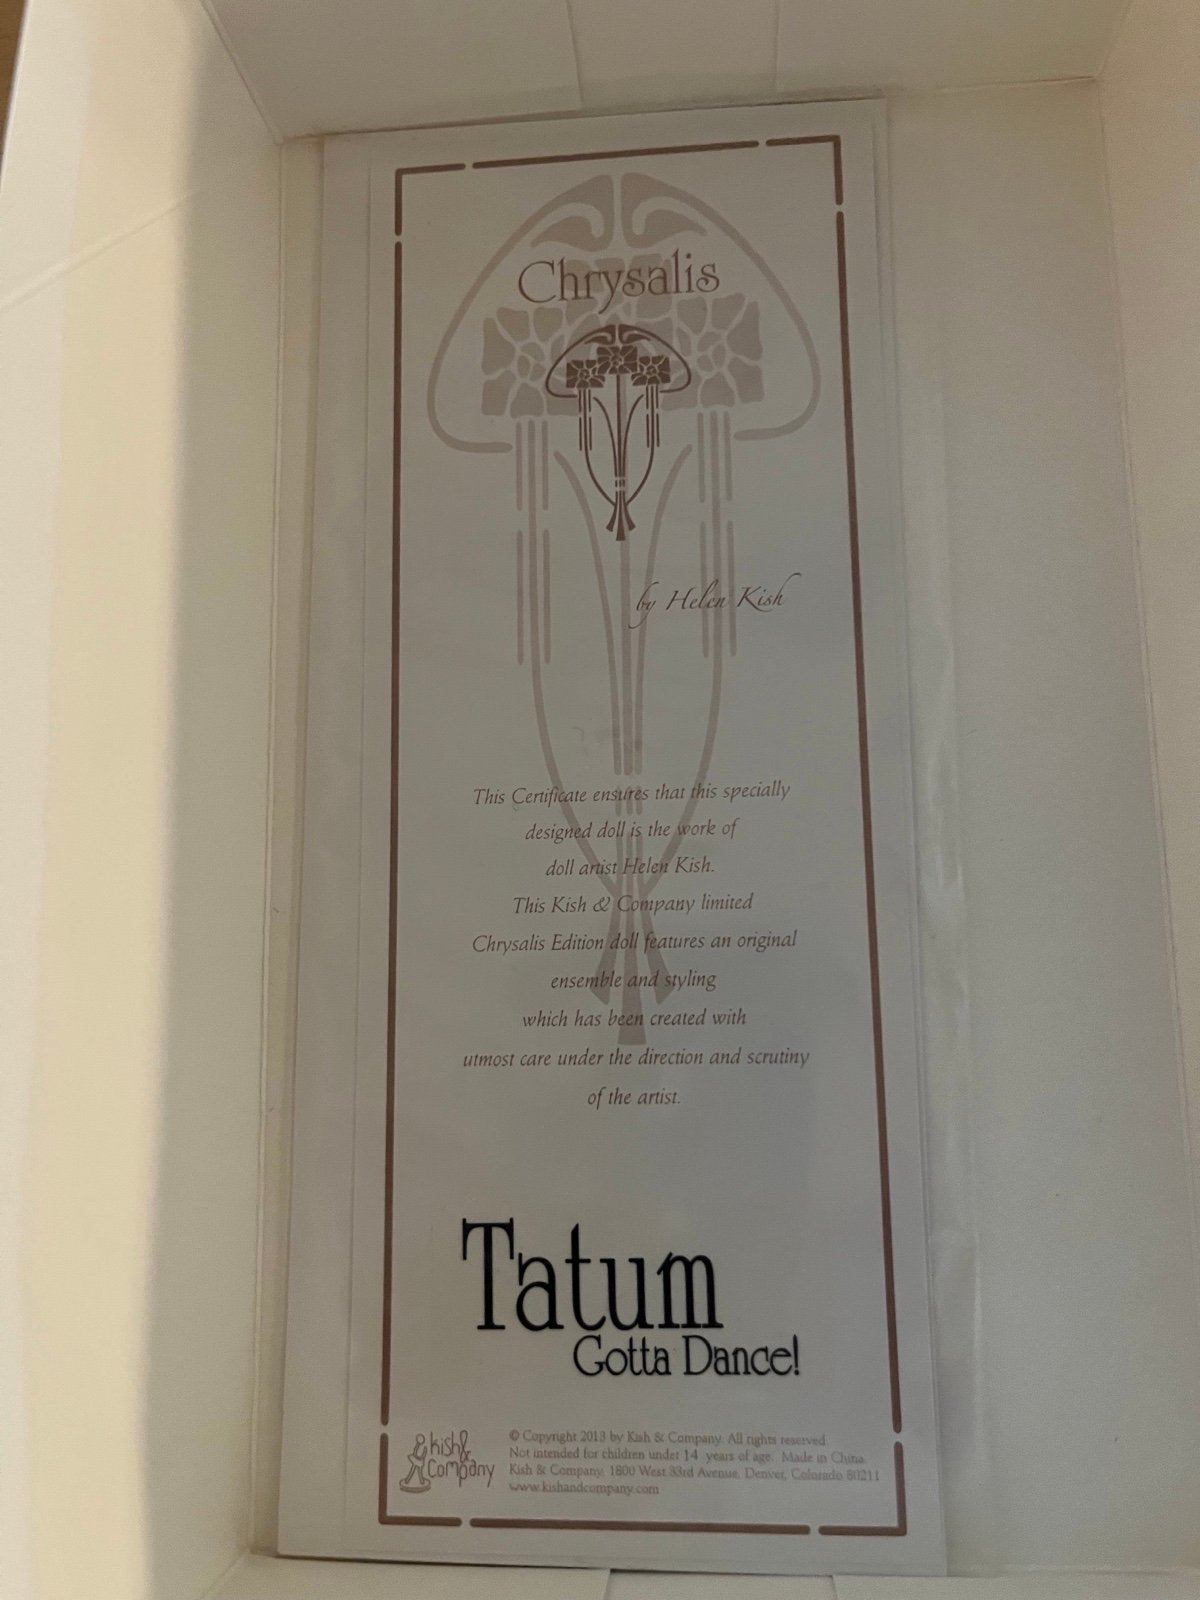 Chrysalis
by Helen Kish
This Certificate ensures that this specially
designed doll is the work of
doll artist Helen Kish.
This Kish & Company limited
Chrysalis Edition doll features an original
ensemble and styling
which has been created with
utmost care under the direction and scrutiny
of the artist.
Tatum
Gotta Dance!
kish&
Company
© Copyright 2013 by Kish & Company. All rights reserved.
Not intended for children under 14 years of age. Made in China.
Kish & Company, 1800 West 33rd Avenue, Denver, Colorado 80211
www.kishandcompany.com